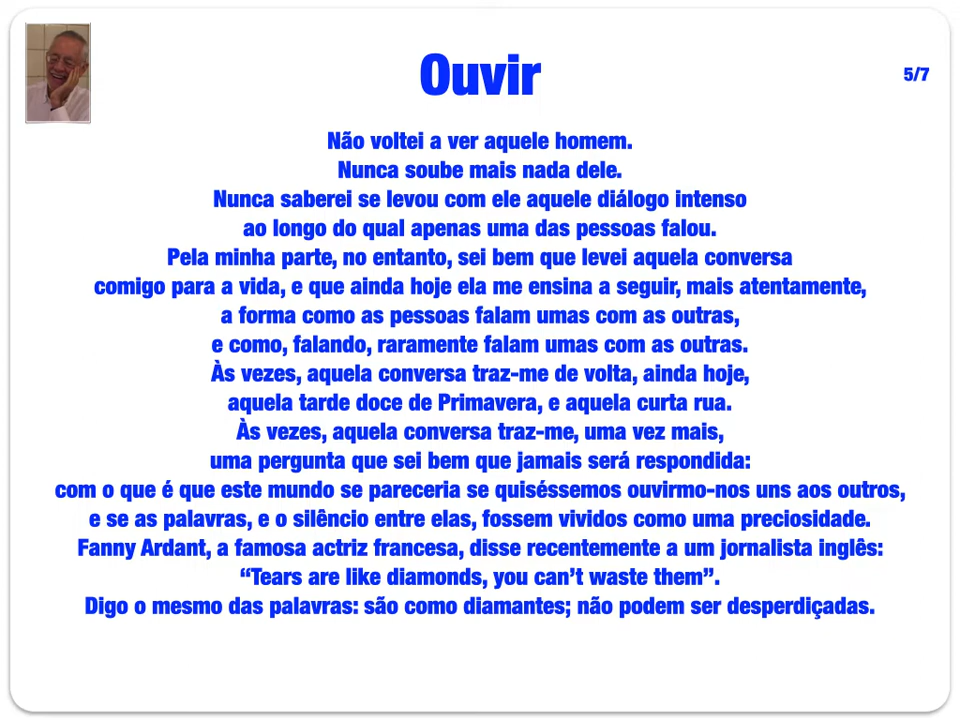 Ouvir
5/7
Não voltei a ver aquele homem.
Nunca soube mais nada dele.
Nunca saberei se levou com ele aquele diálogo intenso
ao longo do qual apenas uma das pessoas falou.
Pela minha parte, no entanto, sei bem que levei aquela conversa
comigo para a vida, e que ainda hoje ela me ensina a seguir, mais atentamente,
a forma como as pessoas falam umas com as outras,
e como, falando, raramente falam umas com as outras.
Às vezes, aquela conversa traz-me de volta, ainda hoje,
aquela tarde doce de Primavera, e aquela curta rua.
Às vezes, aquela conversa traz-me, uma vez mais,
uma pergunta que sei bem que jamais será respondida:
com o que é que este mundo se pareceria se quiséssemos ouvirmo-nos uns aos outros,
e se as palavras, e o silêncio entre elas, fossem vividos como uma preciosidade.
Fanny Ardant, a famosa actriz francesa, disse recentemente a um jornalista inglês:
“Tears are like diamonds, you can’t waste them”.
Digo o mesmo das palavras: são como diamantes; não podem ser desperdiçadas.